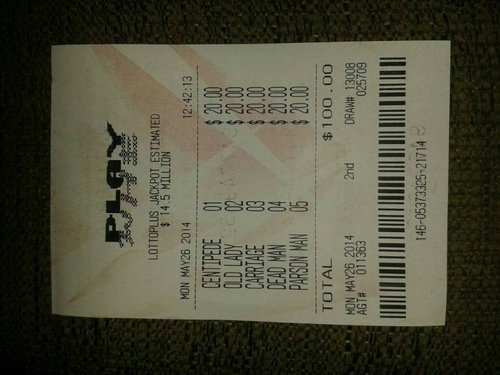 PLAY
LOTTOPLUS JACKPOT ESTIMATED
$ 14.5 MILLION
MON MAY26 2014 12:42:13
CENTIPEDE 01 $ 20.00
OLD LADY 02 $ 20.00
CARRIAGE 03 $ 20.00
DEAD MAN 04 $ 20.00
PARSON MAN 05 $ 20.00
TOTAL $100.00
MON MAY26 2014 2nd DRAW# 13008
AGT# 011363 025709
146-05373325-21714